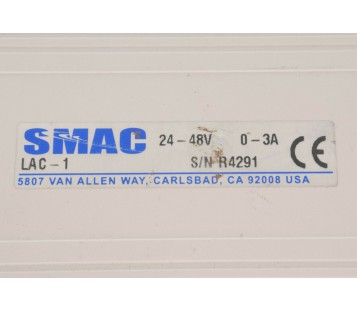 SMAC 24-48V 0-3A
LAC-1 S/N R4291 CE
5807 VAN ALLEN WAY, CARLSBAD, CA 92008 USA